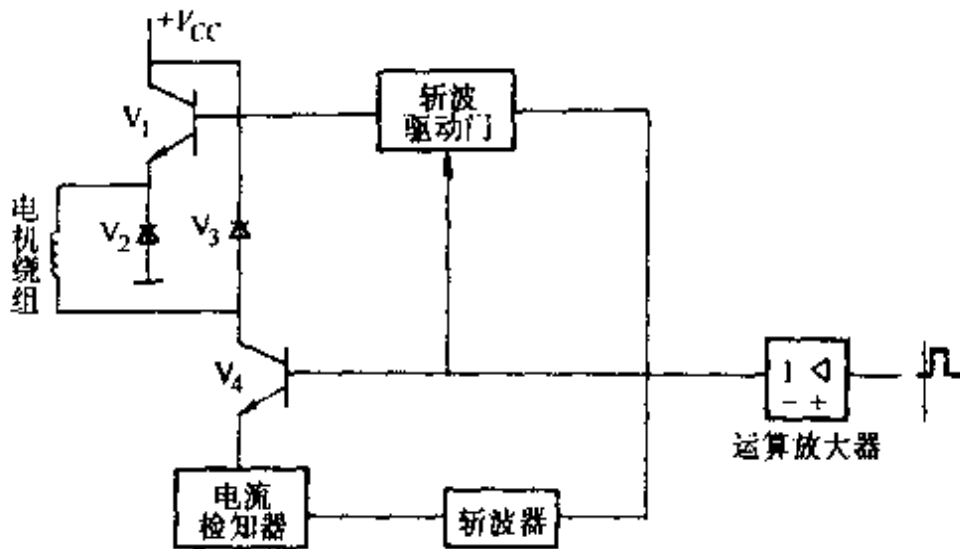 +V_CC
V₁
斩波
驱动门
电机绕组
V₂
V₃
V₄
1 ◁
- +
运算放大器
电流
检知器
斩波器